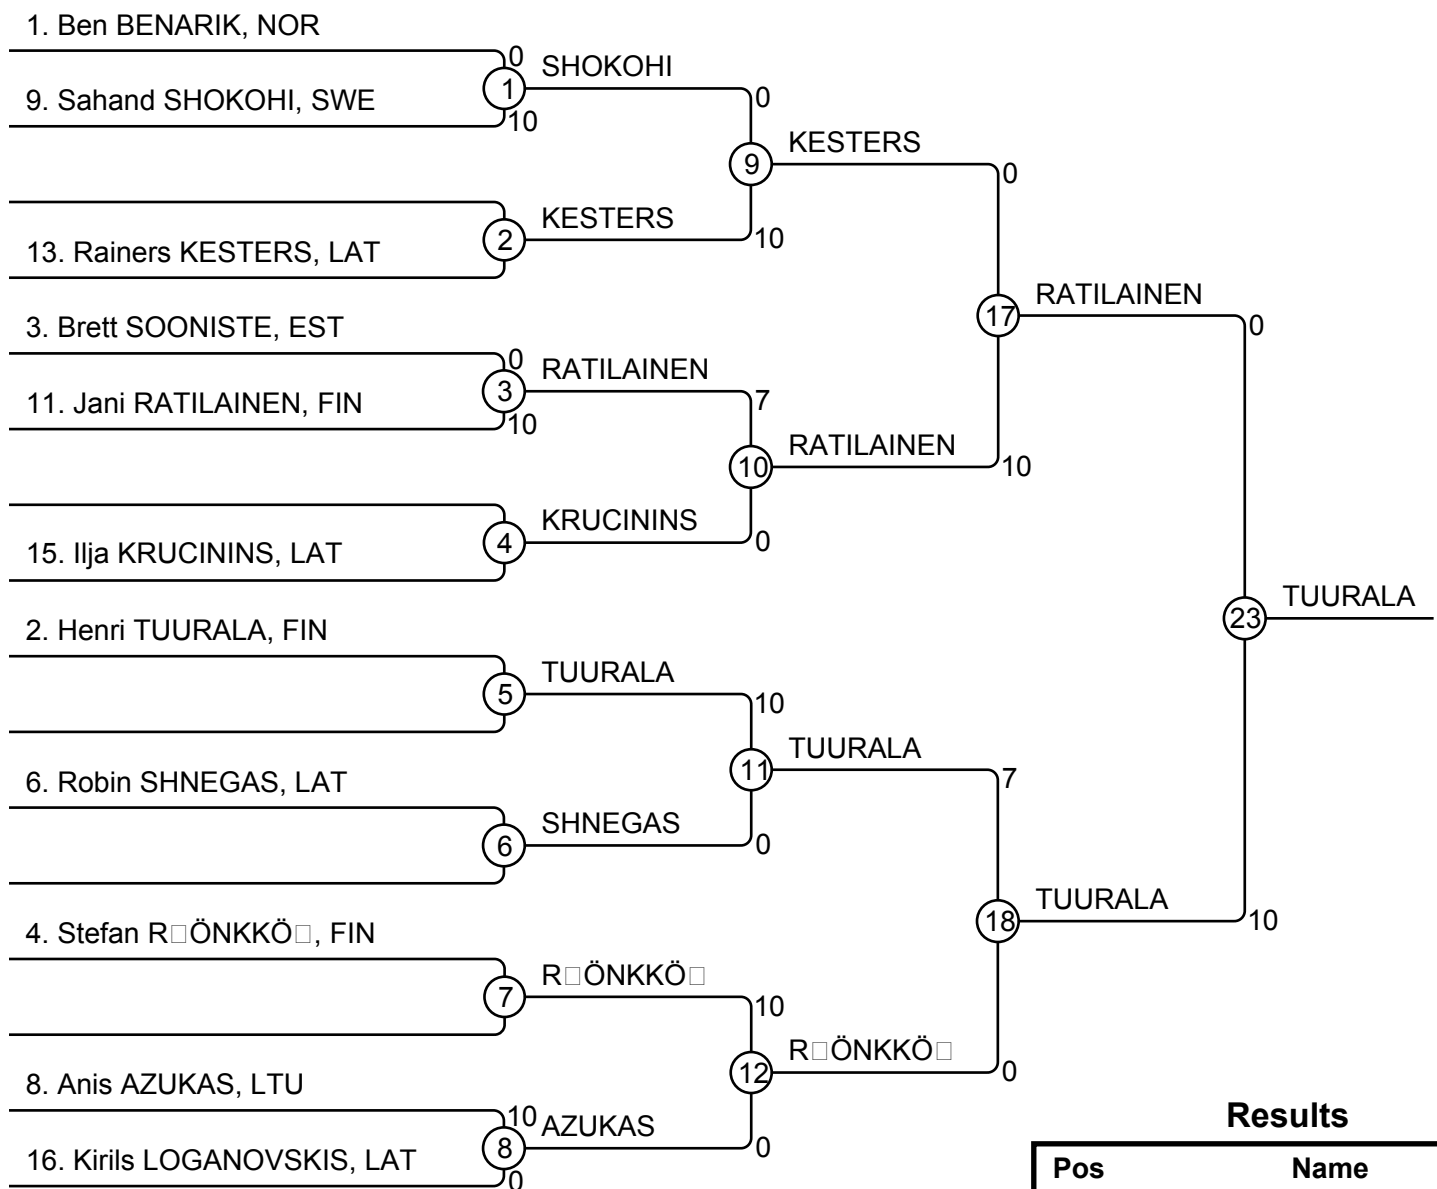 1. Ben BENARIK, NOR
0
SHOKOHI
1
0
9. Sahand SHOKOHI, SWE
10
KESTERS
9
0
KESTERS
2
10
13. Rainers KESTERS, LAT
RATILAINEN
17
0
3. Brett SOONISTE, EST
0
RATILAINEN
3
7
11. Jani RATILAINEN, FIN
10
RATILAINEN
10
10
KRUCININS
4
0
15. Ilja KRUCININS, LAT
TUURALA
23
2. Henri TUURALA, FIN
TUURALA
5
10
TUURALA
11
7
6. Robin SHNEGAS, LAT
SHNEGAS
6
0
TUURALA
18
10
4. Stefan R□ÖNKKÖ□, FIN
R□ÖNKKÖ□
7
10
R□ÖNKKÖ□
12
0
8. Anis AZUKAS, LTU
10
AZUKAS
8
0
16. Kirils LOGANOVSKIS, LAT
0
Results
Pos Name